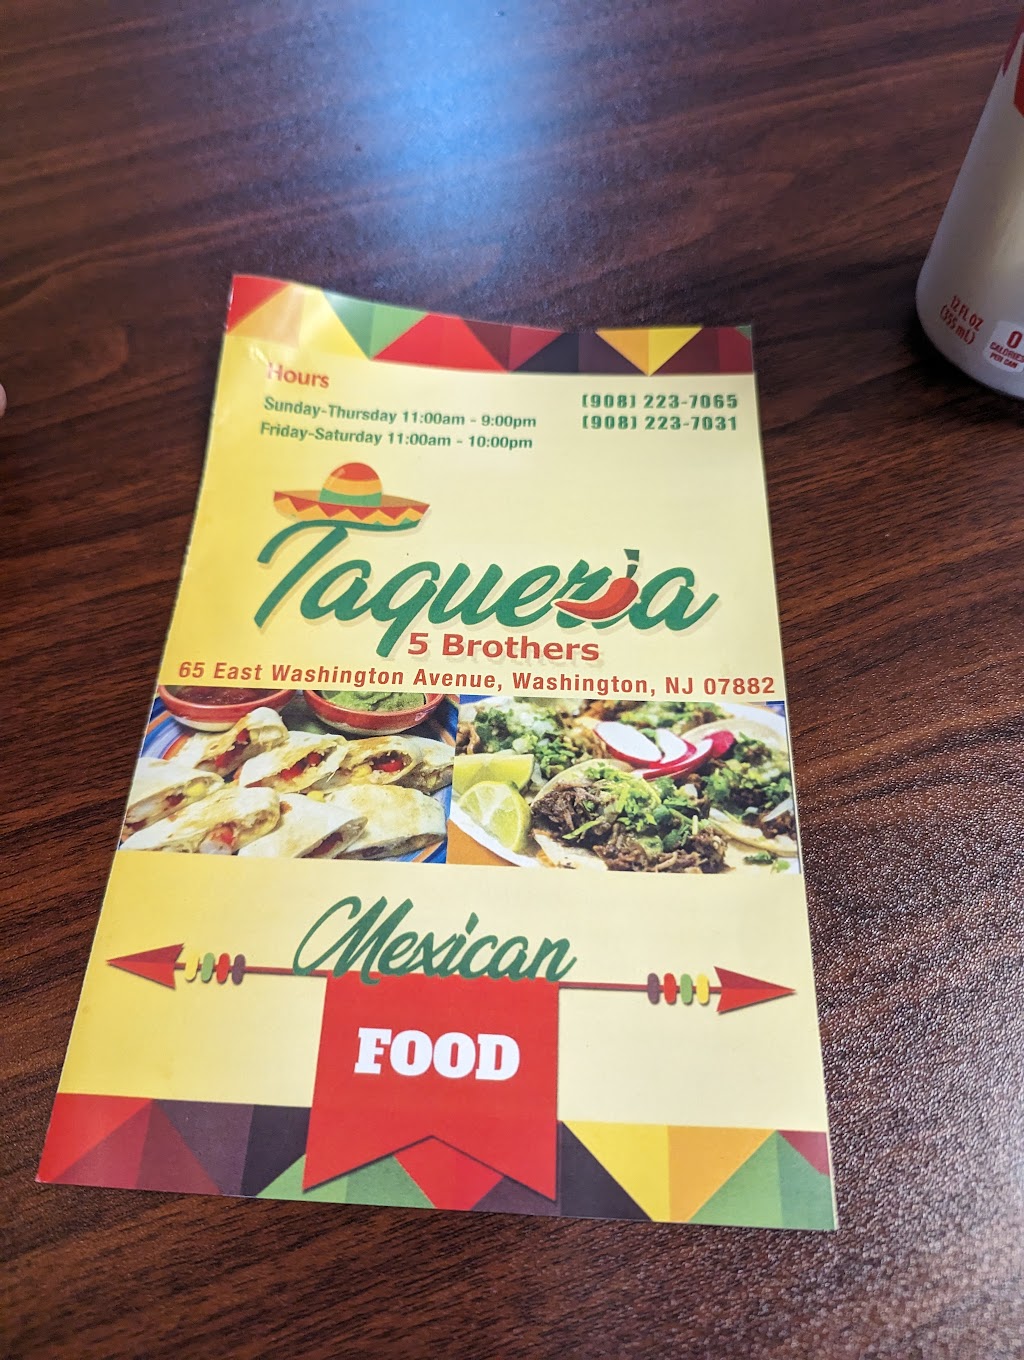 Hours
Sunday-Thursday 11:00am - 9:00pm
Friday-Saturday 11:00am - 10:00pm
(908) 223-7065
(908) 223-7031
Taqueria
5 Brothers
65 East Washington Avenue, Washington, NJ 07882
Mexican
FOOD
12 FL OZ
(355 mL)
0
CALORIES
PER CAN